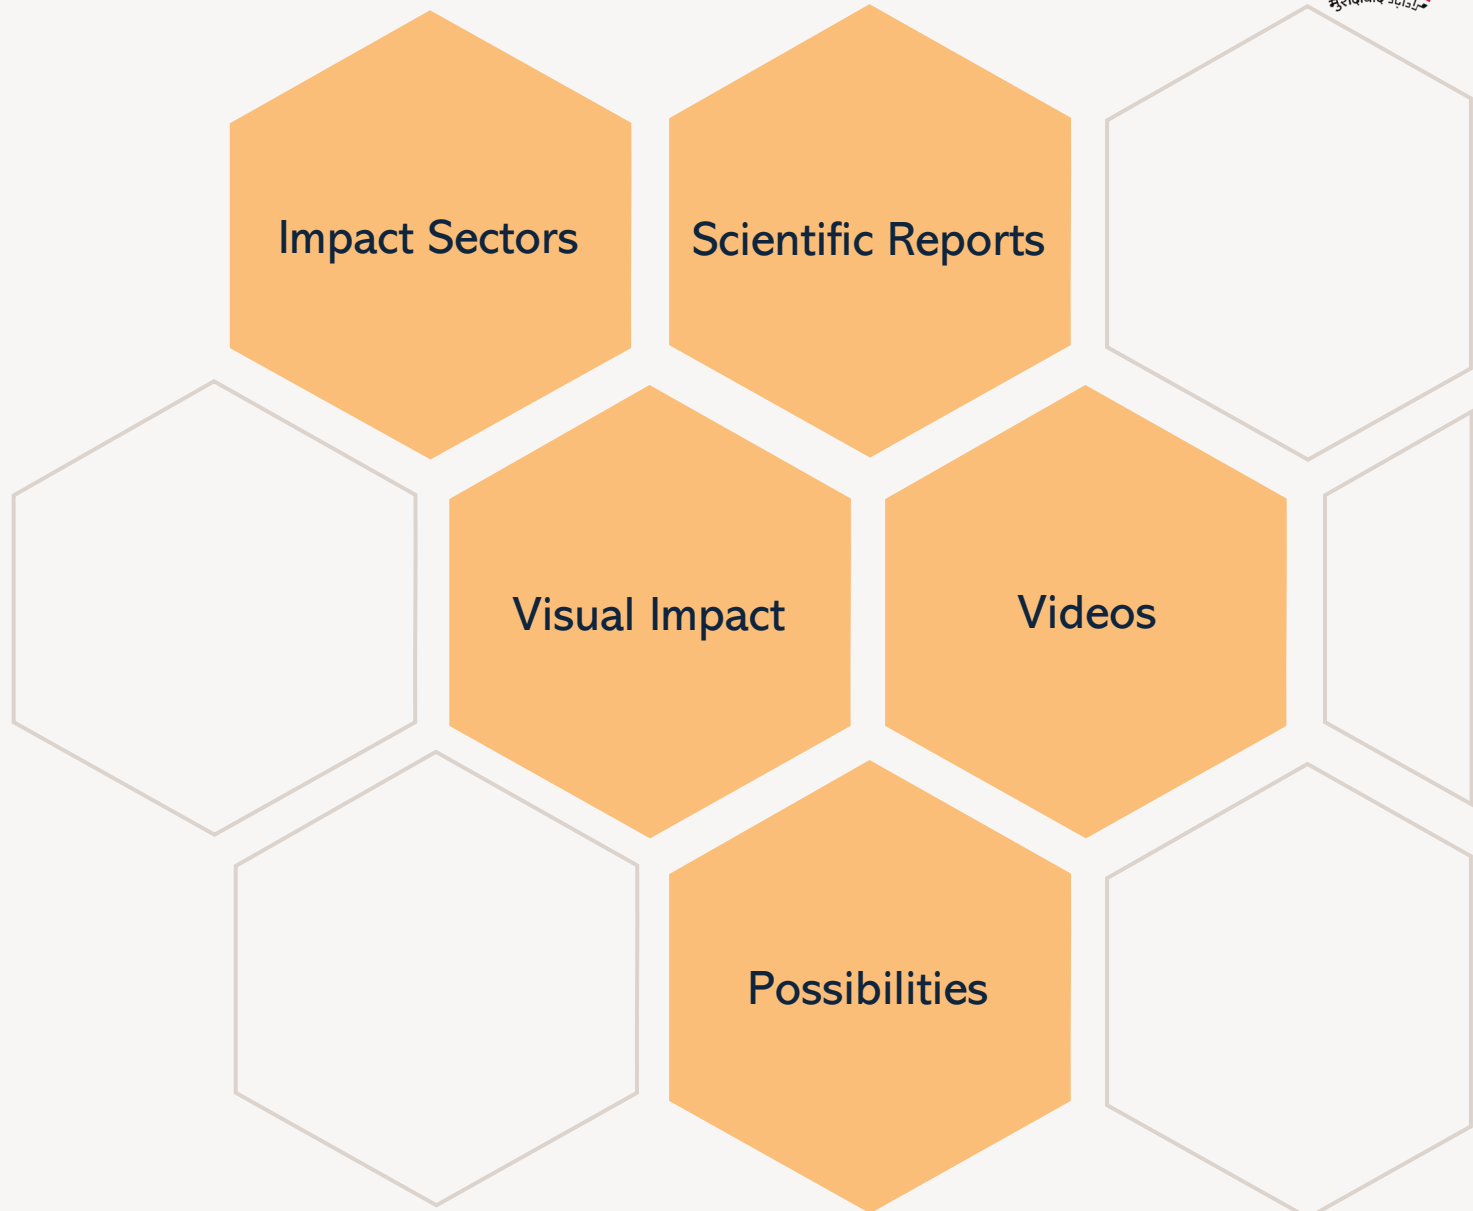 Impact Sectors
Scientific Reports
Visual Impact
Videos
Possibilities